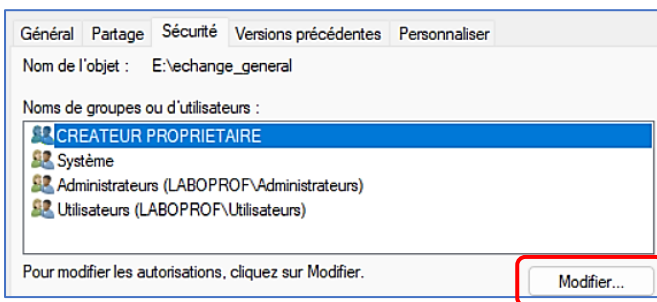 Général Partage Sécurité Versions précédentes Personnaliser
Nom de l'objet : E:\echange_general
Noms de groupes ou d'utilisateurs :
CREATEUR PROPRIETAIRE
Système
Administrateurs (LABOPROF\Administrateurs)
Utilisateurs (LABOPROF\Utilisateurs)
Pour modifier les autorisations, cliquez sur Modifier.
Modifier...